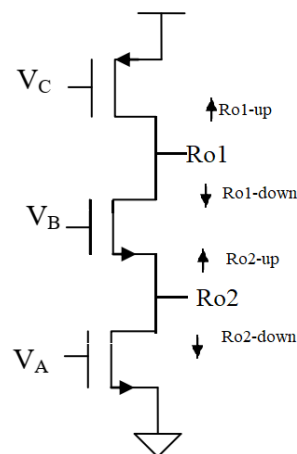 V_C
Ro1-up
Ro1
Ro1-down
V_B
Ro2-up
Ro2
Ro2-down
V_A